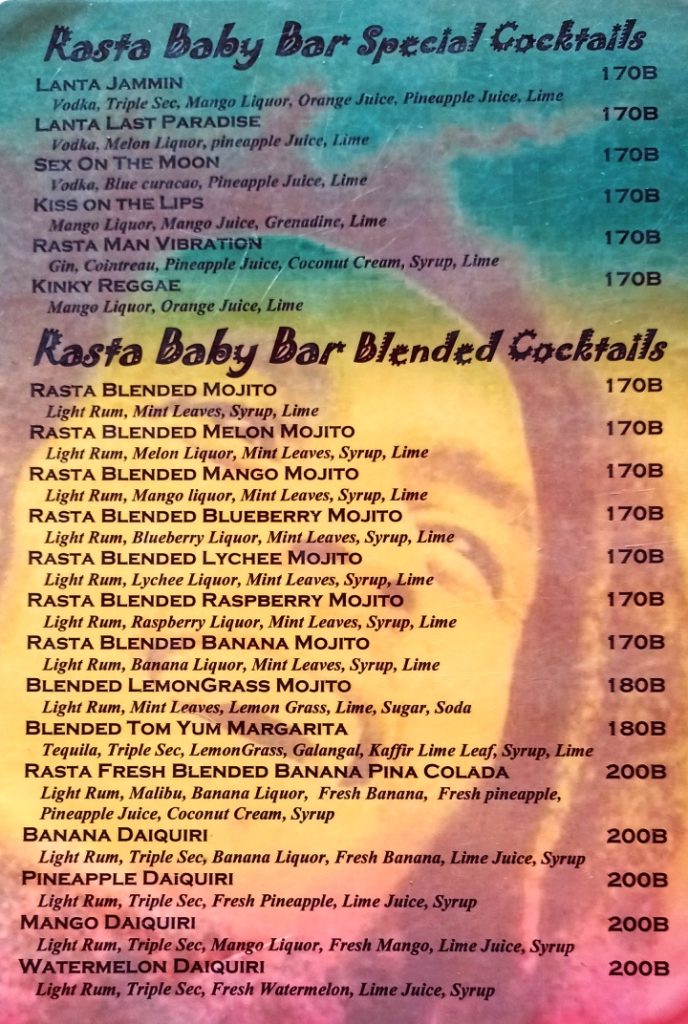 Rasta Baby Bar Special Cocktails
LANTA JAMMIN 170B
Vodka, Triple Sec, Mango Liquor, Orange Juice, Pineapple Juice, Lime
LANTA LAST PARADISE 170B
Vodka, Melon Liquor, pineapple Juice, Lime
SEX ON THE MOON 170B
Vodka, Blue curacao, Pineapple Juice, Lime
KISS ON THE LIPS 170B
Mango Liquor, Mango Juice, Grenadine, Lime
RASTA MAN VIBRATION 170B
Gin, Cointreau, Pineapple Juice, Coconut Cream, Syrup, Lime
KINKY REGGAE 170B
Mango Liquor, Orange Juice, Lime
Rasta Baby Bar Blended Cocktails
RASTA BLENDED MOJITO 170B
Light Rum, Mint Leaves, Syrup, Lime
RASTA BLENDED MELON MOJITO 170B
Light Rum, Melon Liquor, Mint Leaves, Syrup, Lime
RASTA BLENDED MANGO MOJITO 170B
Light Rum, Mango liquor, Mint Leaves, Syrup, Lime
RASTA BLENDED BLUEBERRY MOJITO 170B
Light Rum, Blueberry Liquor, Mint Leaves, Syrup, Lime
RASTA BLENDED LYCHEE MOJITO 170B
Light Rum, Lychee Liquor, Mint Leaves, Syrup, Lime
RASTA BLENDED RASPBERRY MOJITO 170B
Light Rum, Raspberry Liquor, Mint Leaves, Syrup, Lime
RASTA BLENDED BANANA MOJITO 170B
Light Rum, Banana Liquor, Mint Leaves, Syrup, Lime
BLENDED LEMONGRASS MOJITO 180B
Light Rum, Mint Leaves, Lemon Grass, Lime, Sugar, Soda
BLENDED TOM YUM MARGARITA 180B
Tequila, Triple Sec, LemonGrass, Galangal, Kaffir Lime Leaf, Syrup, Lime
RASTA FRESH BLENDED BANANA PINA COLADA 200B
Light Rum, Malibu, Banana Liquor, Fresh Banana, Fresh pineapple,
Pineapple Juice, Coconut Cream, Syrup
BANANA DAIQUIRI 200B
Light Rum, Triple Sec, Banana Liquor, Fresh Banana, Lime Juice, Syrup
PINEAPPLE DAiQUIRI 200B
Light Rum, Triple Sec, Fresh Pineapple, Lime Juice, Syrup
MANGO DAIQUIRI 200B
Light Rum, Triple Sec, Mango Liquor, Fresh Mango, Lime Juice, Syrup
WATERMELON DAIQUIRI 200B
Light Rum, Triple Sec, Fresh Watermelon, Lime Juice, Syrup